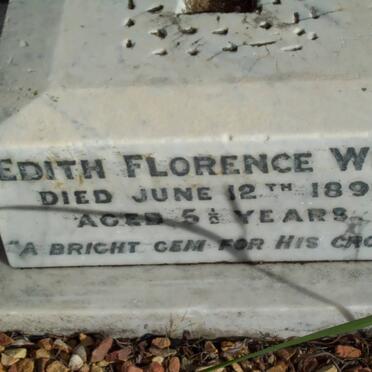 EDITH FLORENCE W
DIED JUNE 12TH 189
AGED 5½ YEARS
"A BRIGHT GEM FOR HIS CRO